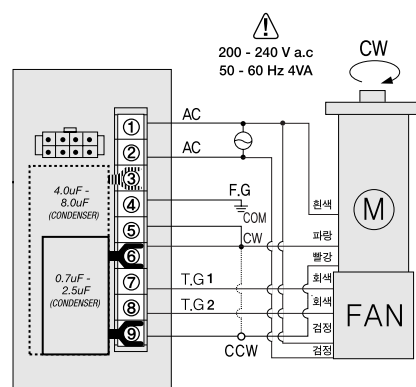 200 - 240 V a.c
50 - 60 Hz 4VA
CW
① AC
② AC
③
④ F.G
⑤ COM
⑥ CW
⑦ T.G 1
⑧ T.G 2
⑨ CCW
4.0uF -
8.0uF
(CONDENSER)
0.7uF -
2.5uF
(CONDENSER)
흰색
파랑
빨강
회색
회색
검정
검정
M
FAN